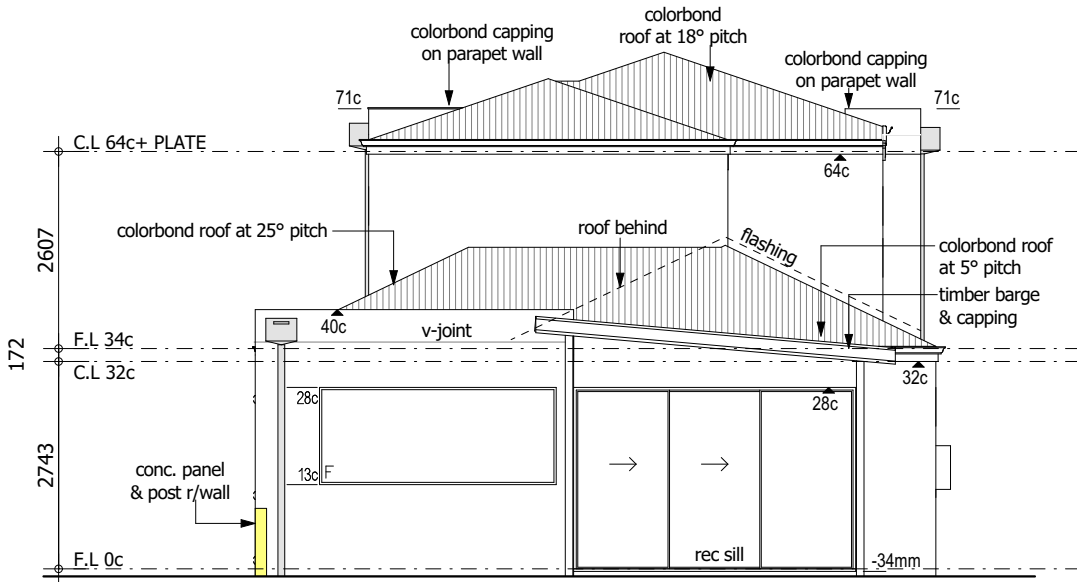 colorbond
roof at 18° pitch
colorbond capping
on parapet wall
colorbond capping
on parapet wall
71c
71c
C.L 64c+ PLATE
64c
2607
colorbond roof at 25° pitch
roof behind
flashing
colorbond roof
at 5° pitch
timber barge
& capping
40c
v-joint
F.L 34c
172
C.L 32c
32c
28c
28c
2743
13c
F
conc. panel
& post r/wall
rec sill
-34mm
F.L 0c